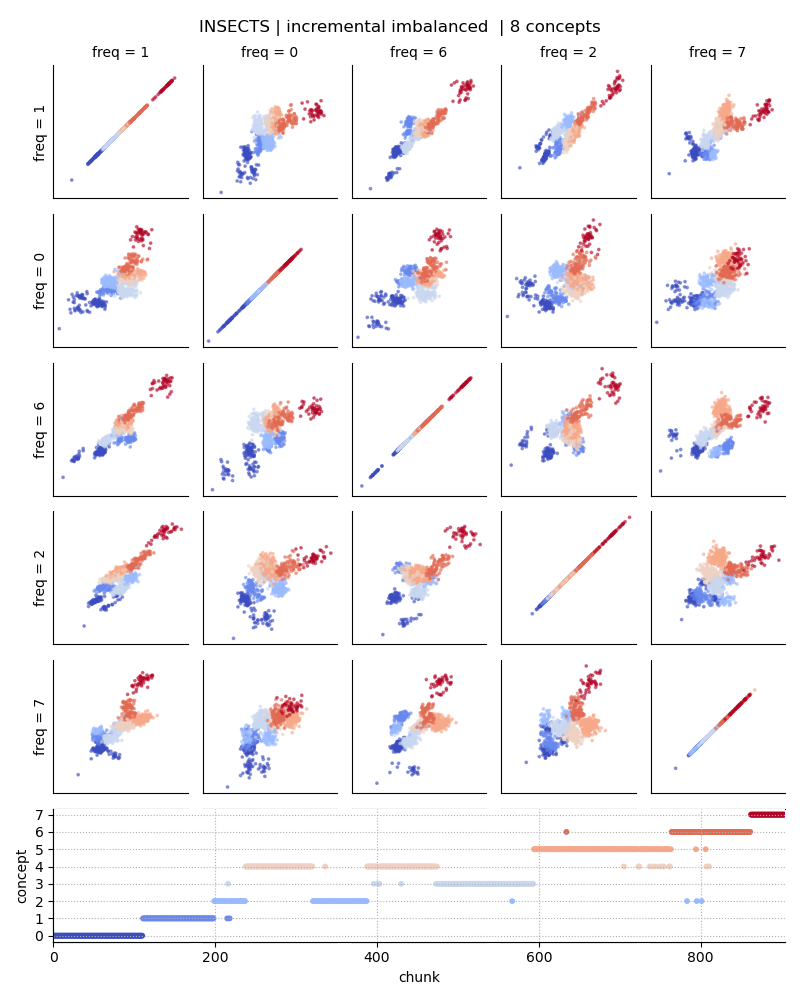 INSECTS | incremental imbalanced | 8 concepts
freq = 1
freq = 0
freq = 6
freq = 2
freq = 7
freq = 1
freq = 0
freq = 6
freq = 2
freq = 7
concept
7
6
5
4
3
2
1
0
0
200
400
600
800
chunk